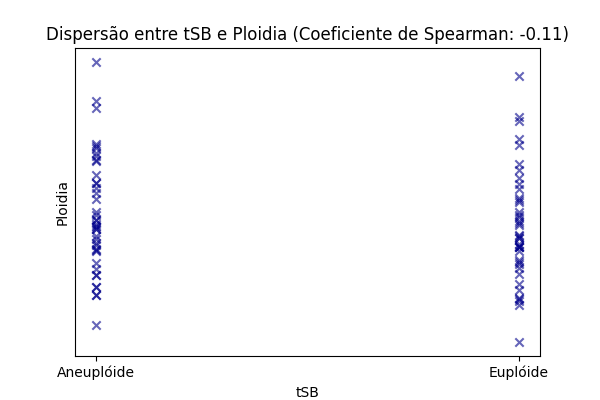 Dispersão entre tSB e Ploidia (Coeficiente de Spearman: -0.11)
Ploidia
Aneuplóide Euplóide
tSB